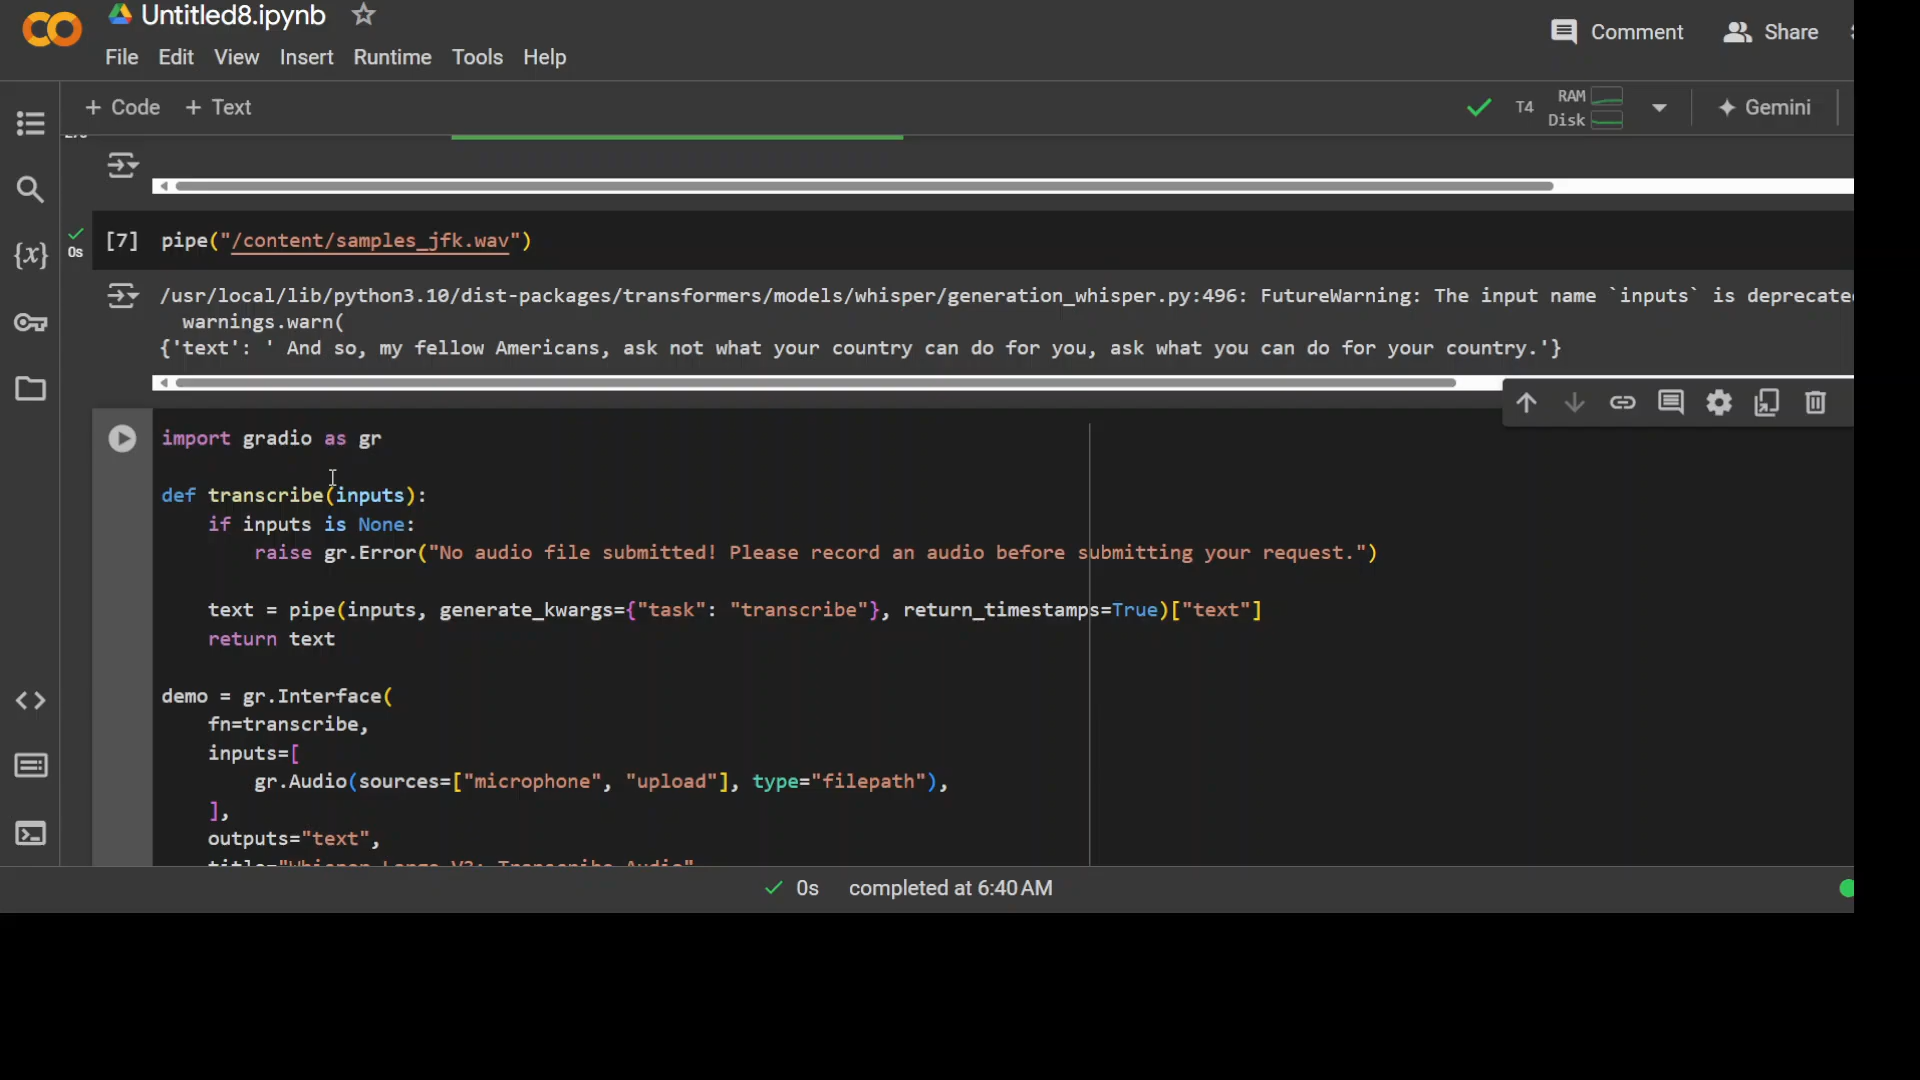 Untitled8.ipynb
Comment
Share
File Edit View Insert Runtime Tools Help
+ Code + Text
T4
RAM
Disk
Gemini
0s
[7] pipe("/content/samples_jfk.wav")
/usr/local/lib/python3.10/dist-packages/transformers/models/whisper/generation_whisper.py:496: FutureWarning: The input name `inputs` is
warnings.warn(
{'text': ' And so, my fellow Americans, ask not what your country can do for you, ask what you can do for your country.'}
import gradio as gr
def transcribe(inputs):
if inputs is None:
raise gr.Error("No audio file submitted! Please record an audio before submitting your request.")
text = pipe(inputs, generate_kwargs={"task": "transcribe"}, return_timestamps=True)["text"]
return text
demo = gr.Interface(
fn=transcribe,
inputs=[
gr.Audio(sources=["microphone", "upload"], type="filepath"),
],
outputs="text",
title="Whisper Large V3: Transcribe Audio"
0s completed at 6:40 AM